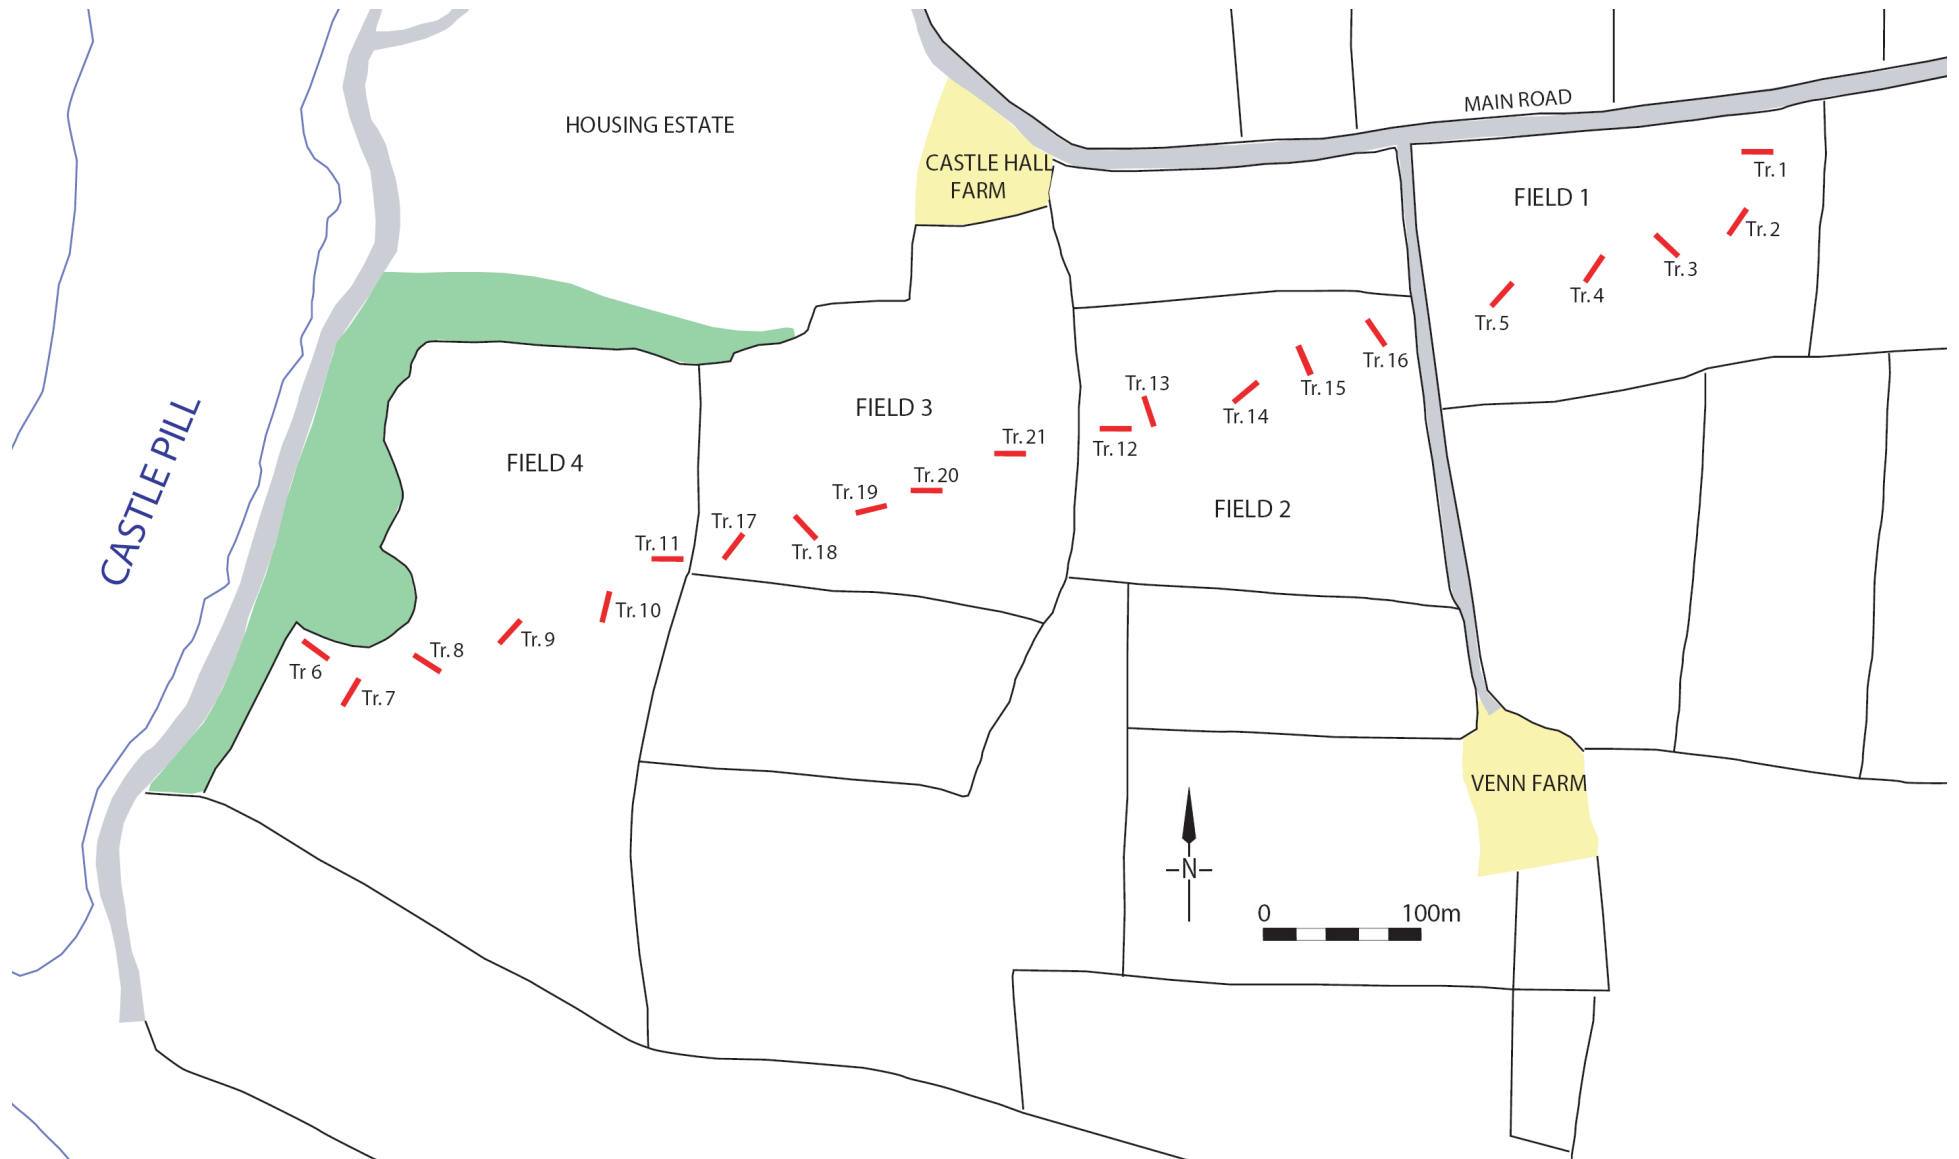 MAIN ROAD
HOUSING ESTATE
CASTLE HALL
FARM
Tr.1
FIELD 1
Tr.2
Tr.3
Tr.4
Tr.5
Tr.16
Tr.15
Tr.13
Tr.14
Tr.12
FIELD 3
Tr.21
FIELD 4
Tr.20
Tr.19
FIELD 2
Tr.17
Tr.18
Tr.11
CASTLE PILL
Tr.10
Tr.9
Tr.8
Tr 6
Tr.7
VENN FARM
N
0 100m